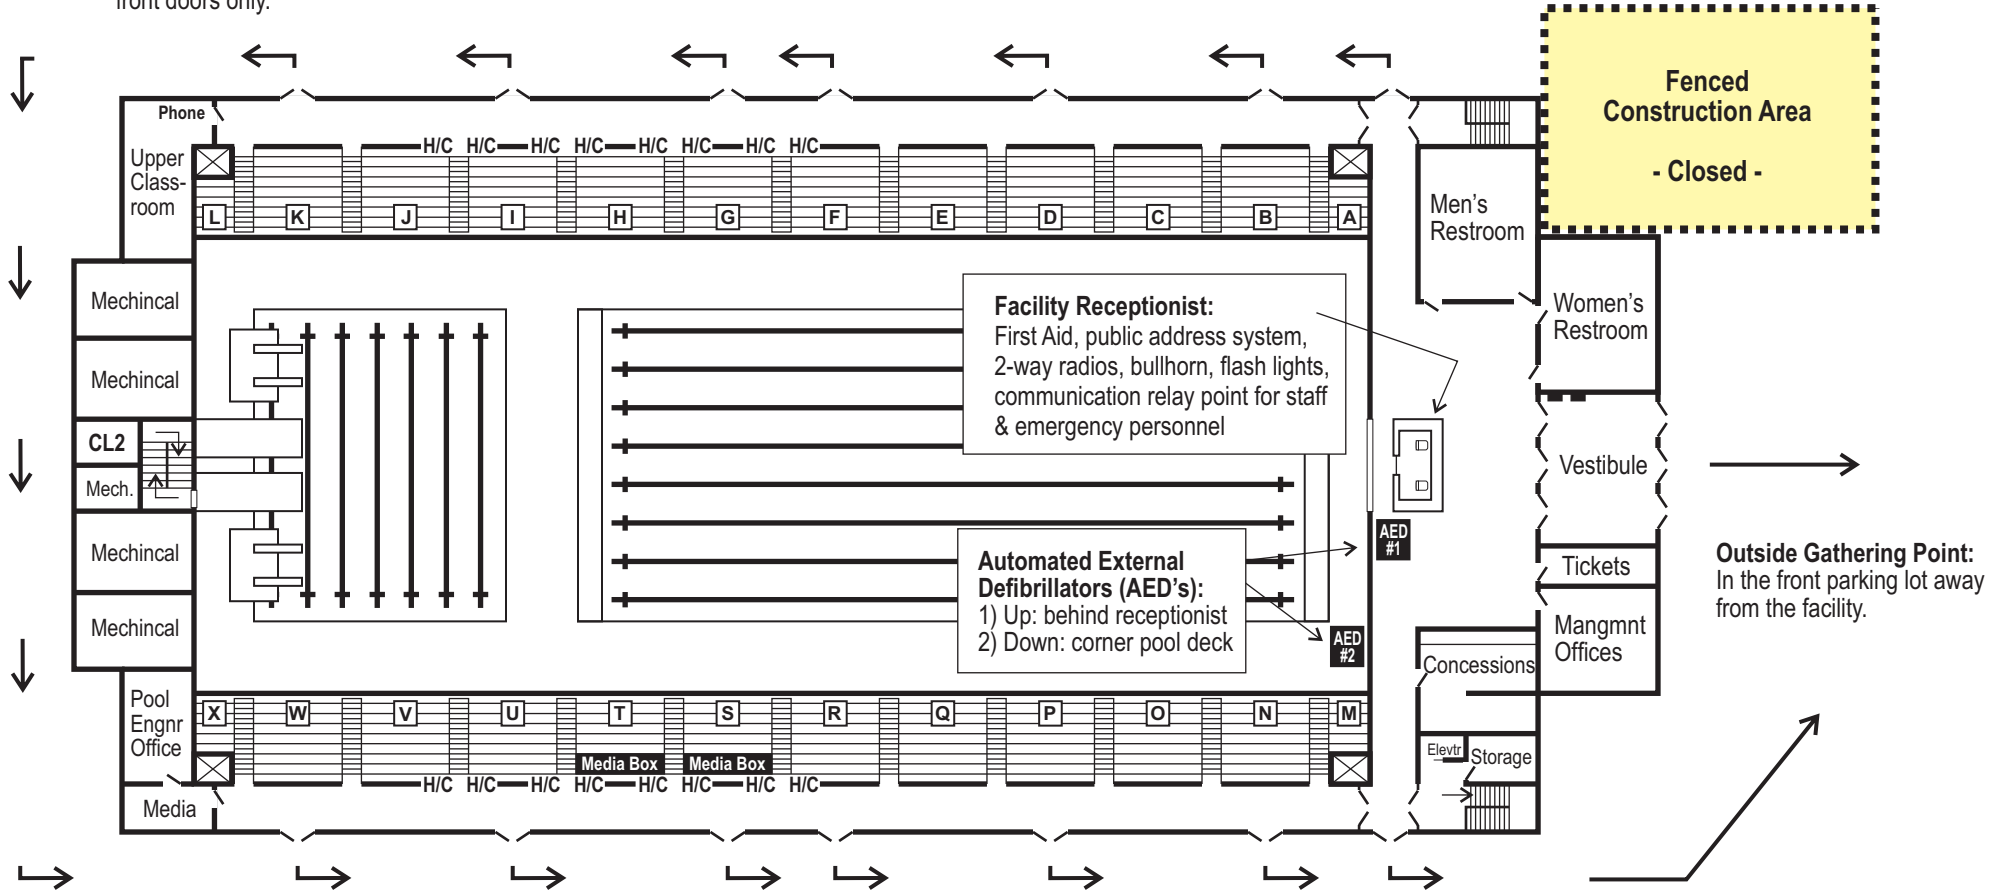 front doors only.
Fenced
Construction Area
- Closed -
Phone
H/C H/C H/C H/C H/C H/C H/C H/C
Upper
Class-
room
L K J I H G F E D C B A
Men's
Restroom
Women's
Restroom
Mechincal
Mechincal
CL2
Mech.
Mechincal
Mechincal
Facility Receptionist:
First Aid, public address system,
2-way radios, bullhorn, flash lights,
communication relay point for staff
& emergency personnel
Vestibule
AED
#1
Automated External
Defibrillators (AED's):
1) Up: behind receptionist
2) Down: corner pool deck
AED
#2
Tickets
Mangmnt
Offices
Outside Gathering Point:
In the front parking lot away
from the facility.
Concessions
Pool
Engnr
Office
X W V U T S R Q P O N M
Media Box Media Box
Elevtr
Storage
H/C H/C H/C H/C H/C H/C H/C H/C
Media